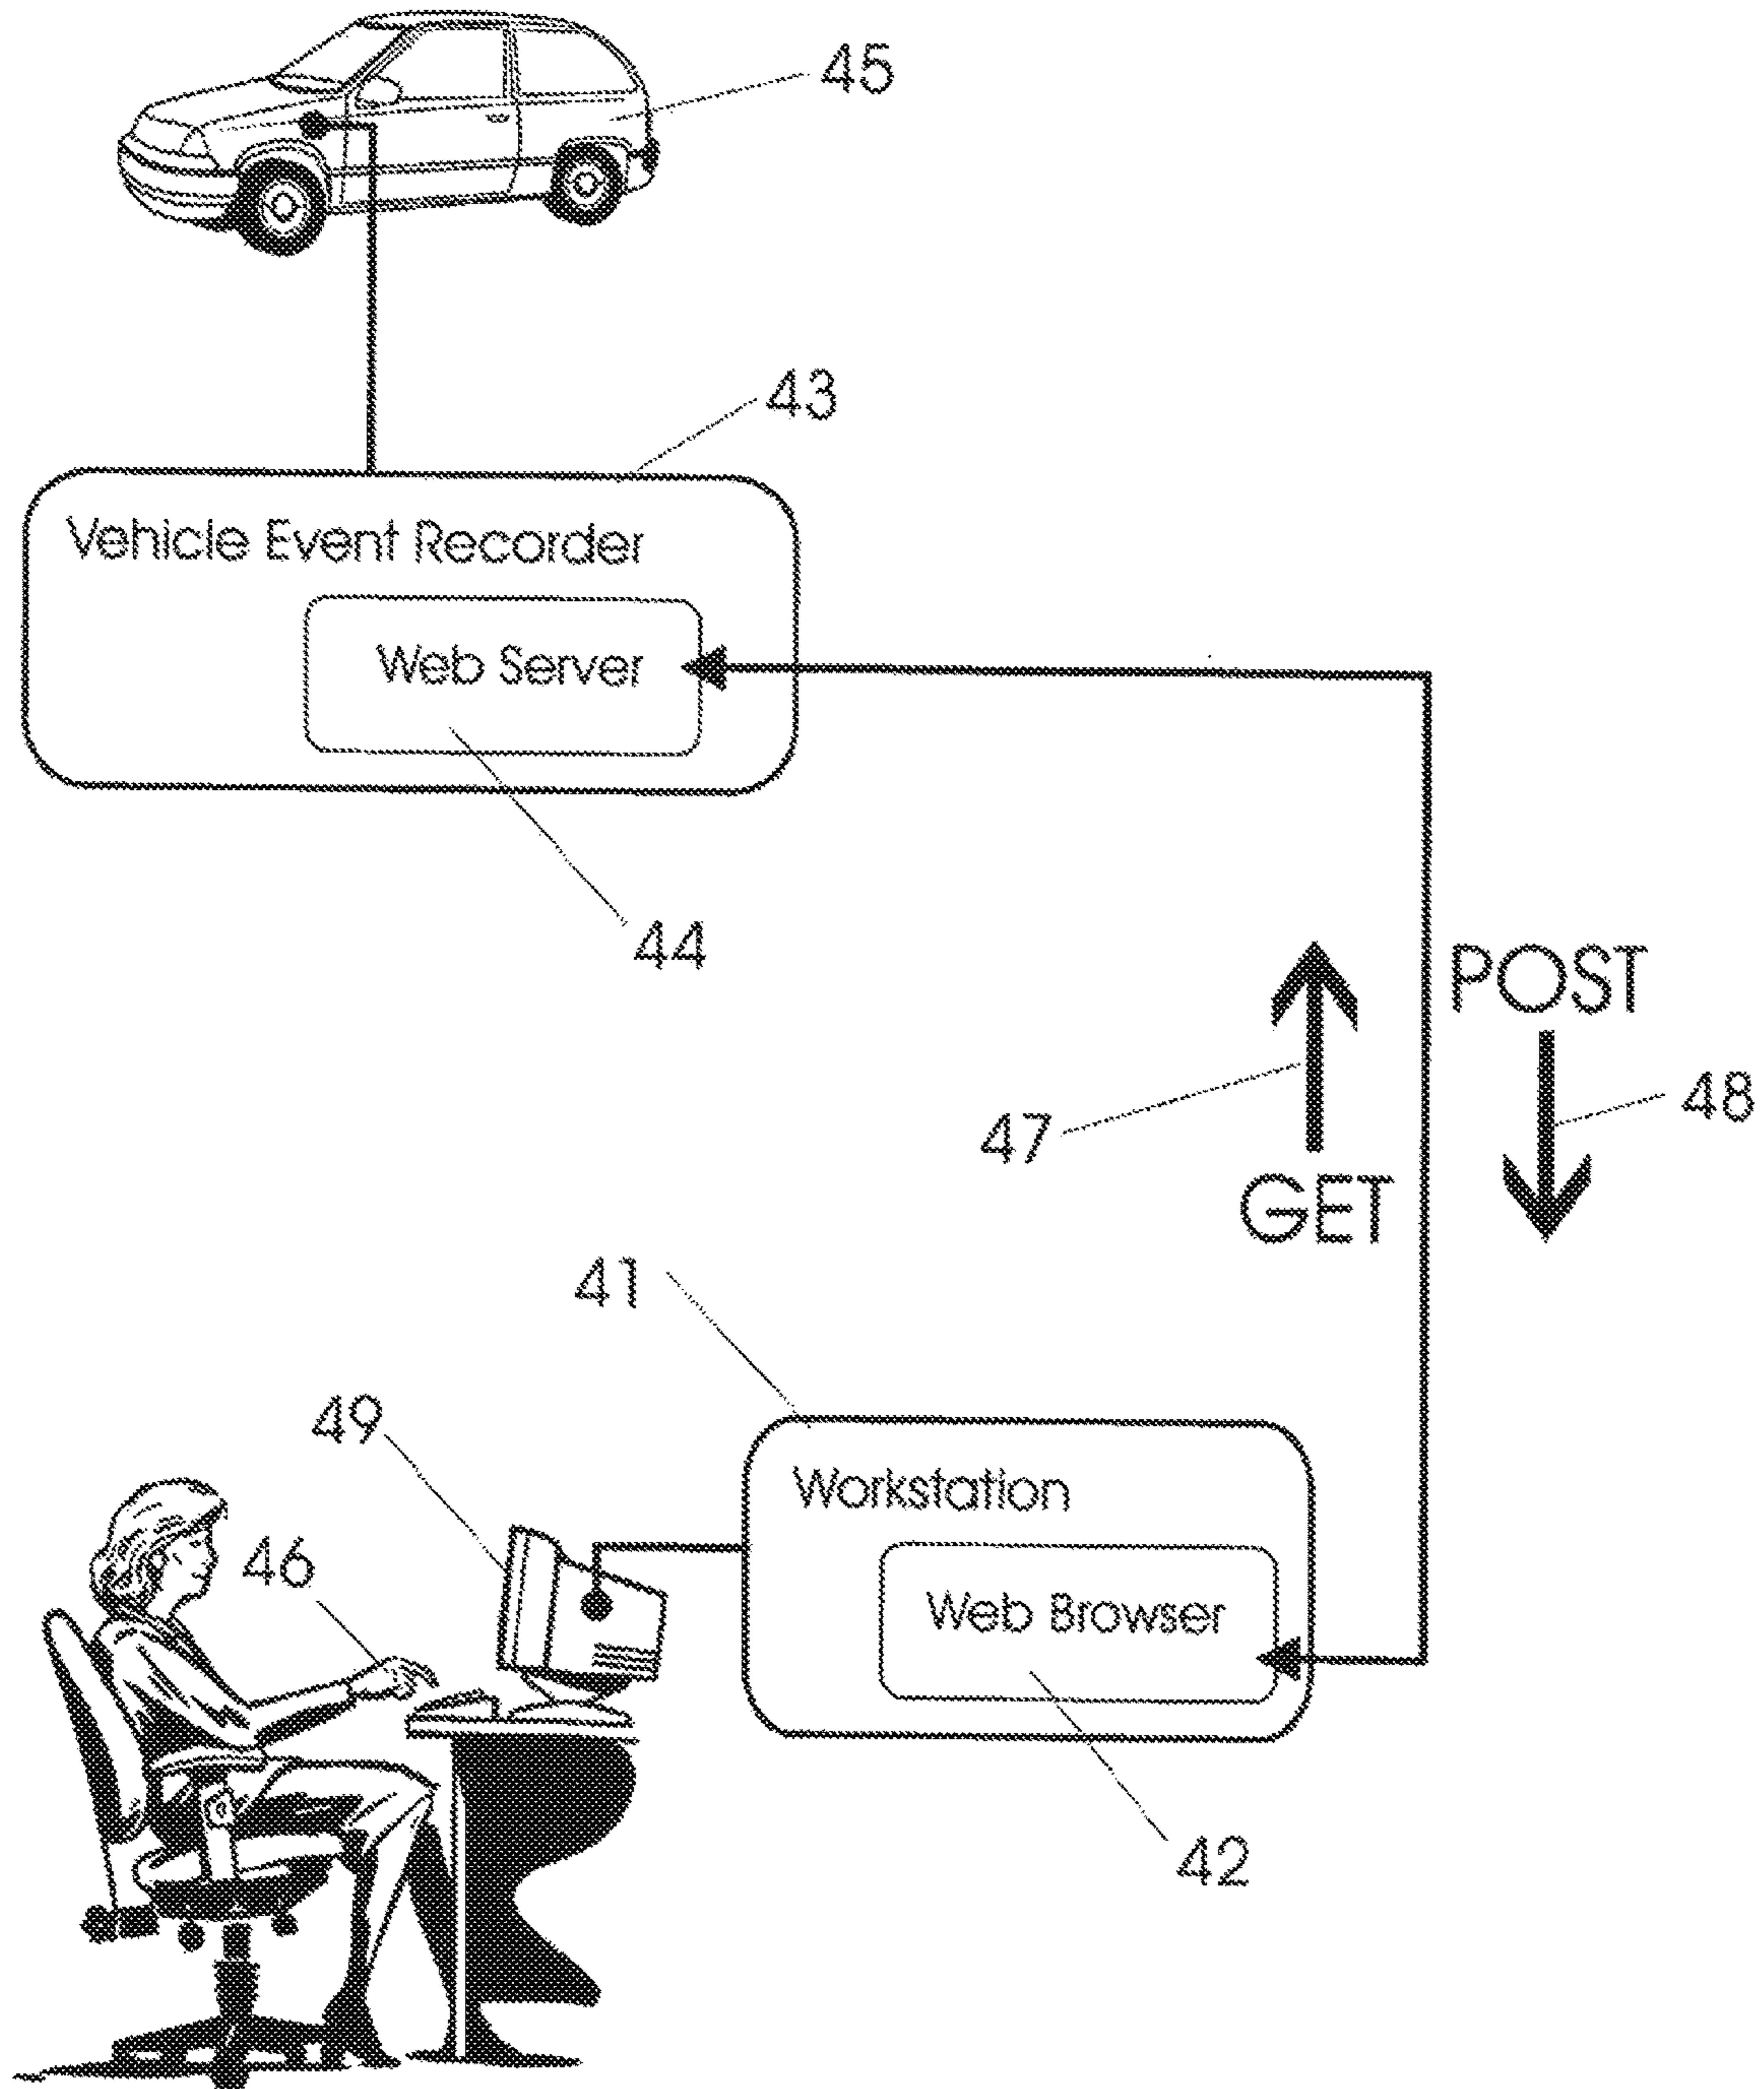 45
43
Vehicle Event Recorder
Web Server
44
POST
47
48
GET
41
49
Workstation
46
Web Browser
42